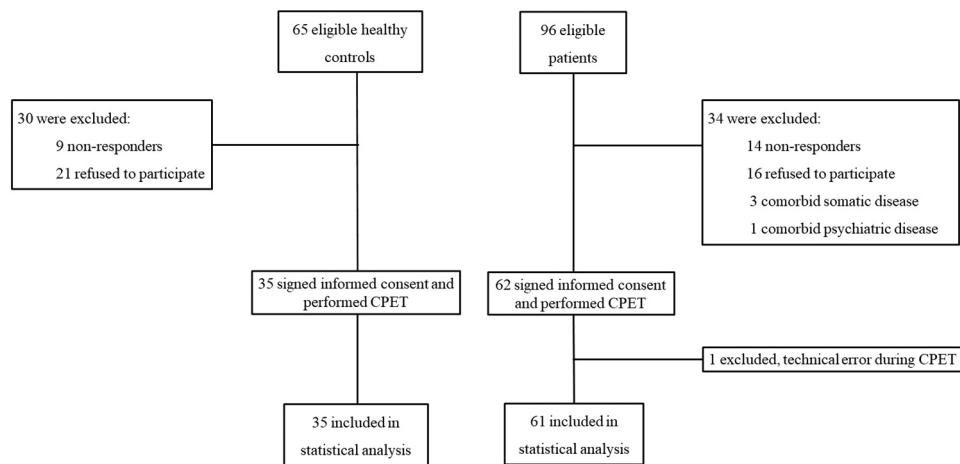 65 eligible healthy
controls
96 eligible
patients
30 were excluded:
9 non-responders
21 refused to participate
34 were excluded:
14 non-responders
16 refused to participate
3 comorbid somatic disease
1 comorbid psychiatric disease
35 signed informed consent and
performed CPET
62 signed informed consent
and performed CPET
1 excluded, technical error during CPET
35 included in
statistical analysis
61 included in
statistical analysis